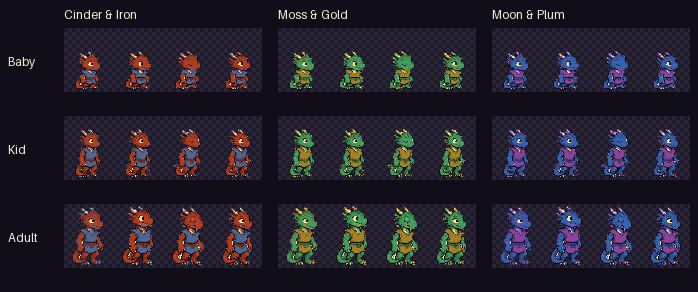 Cinder & Iron
Moss & Gold
Moon & Plum
Baby
Kid
Adult